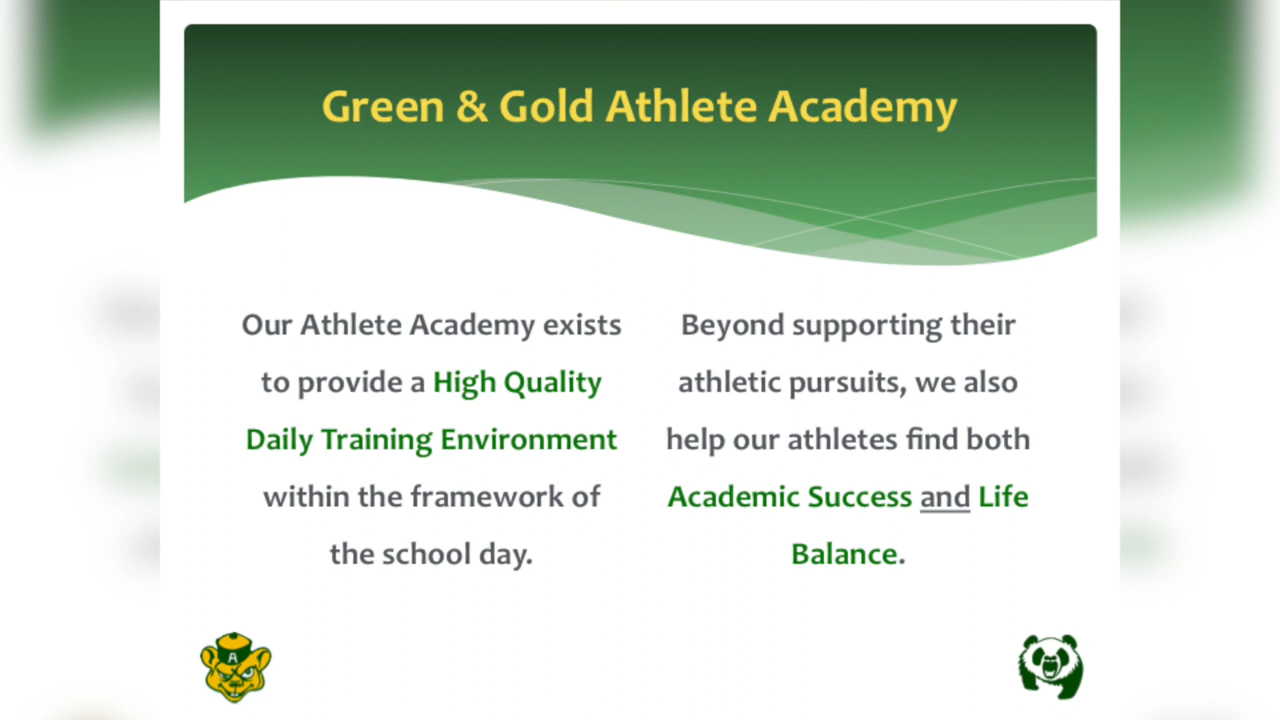 Green & Gold Athlete Academy
Our Athlete Academy exists
to provide a High Quality
Daily Training Environment
within the framework of
the school day.
Beyond supporting their
athletic pursuits, we also
help our athletes find both
Academic Success and Life
Balance.
A